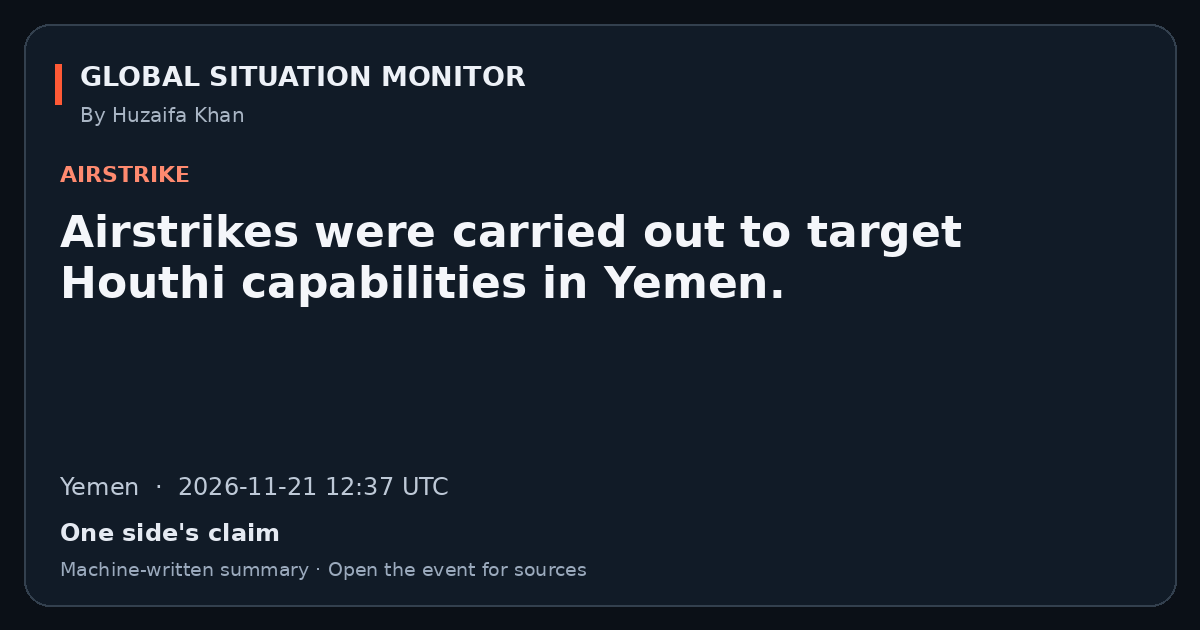 GLOBAL SITUATION MONITOR
By Huzaifa Khan
AIRSTRIKE
Airstrikes were carried out to target
Houthi capabilities in Yemen.
Yemen · 2026-11-21 12:37 UTC
One side's claim
Machine-written summary · Open the event for sources